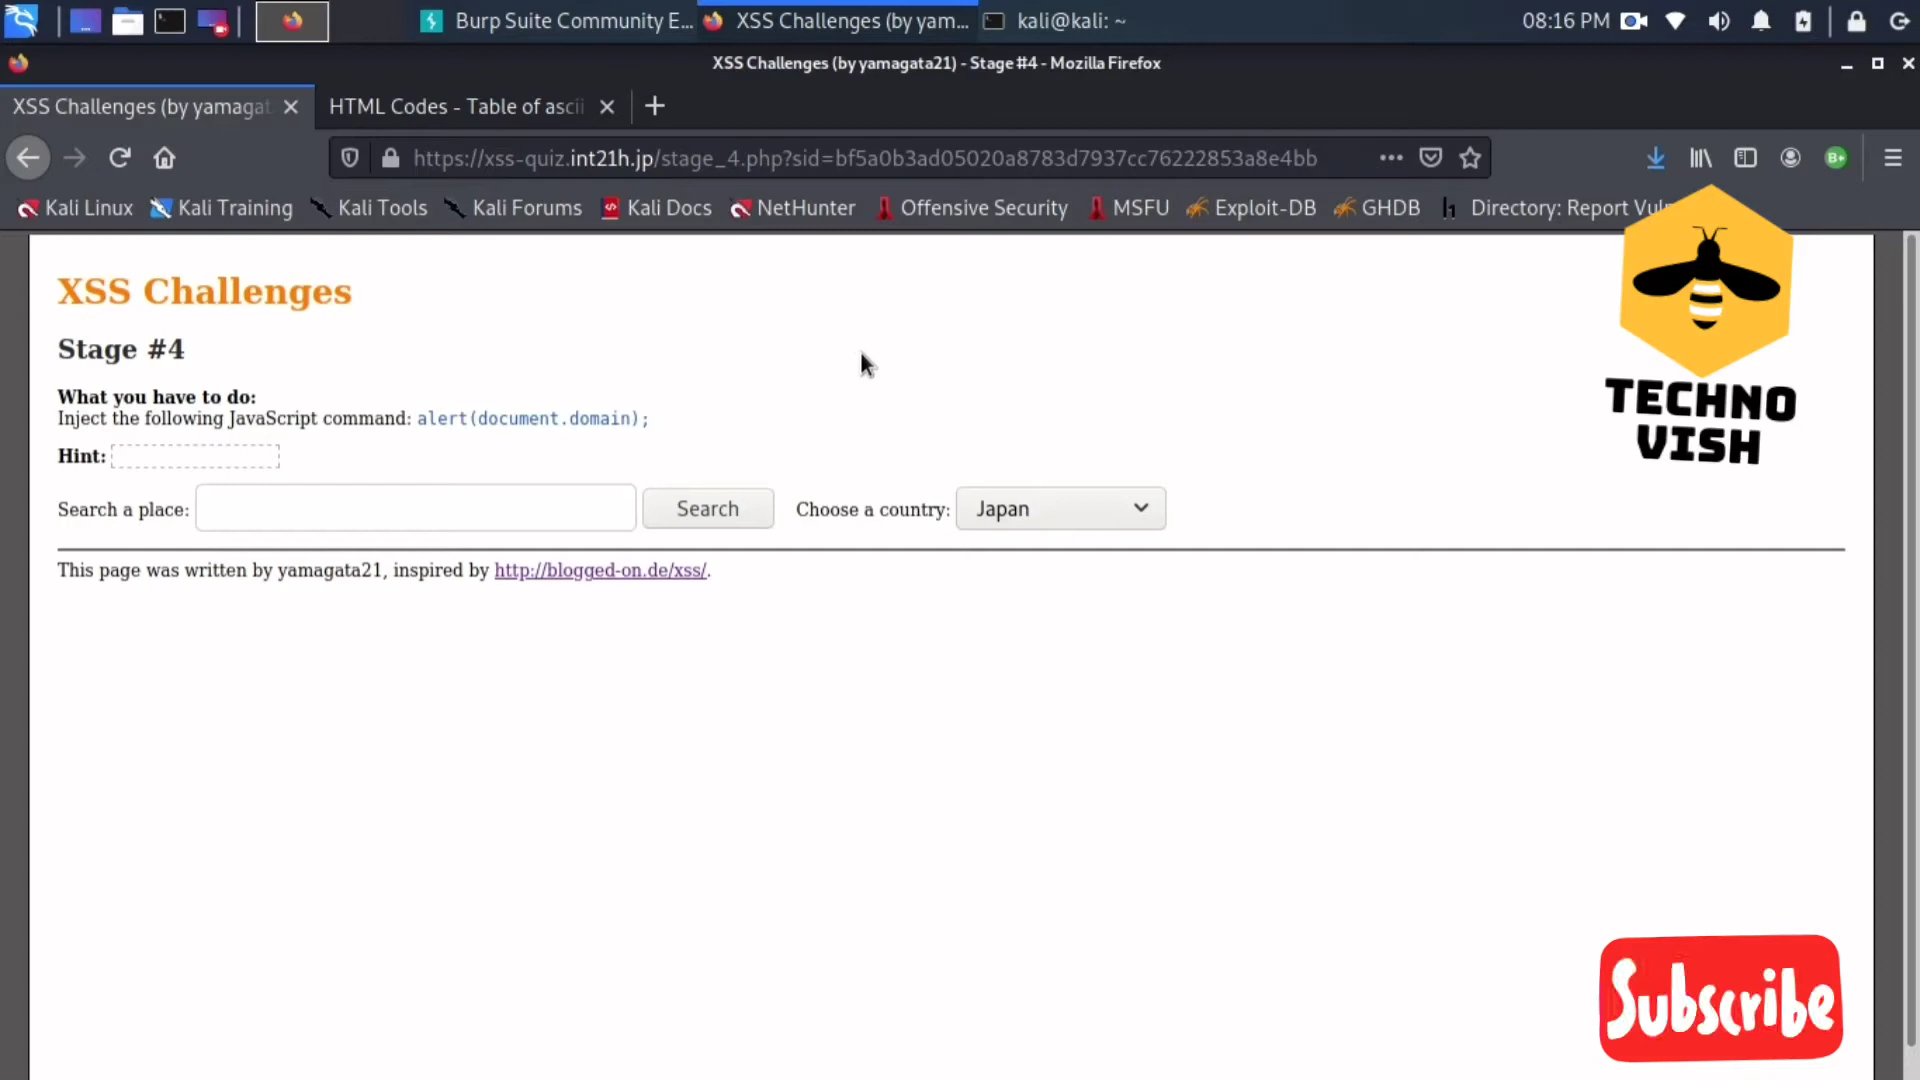 Burp Suite Community E...
XSS Challenges (by yam...
kali@kali: ~
08:16 PM
XSS Challenges (by yamagata21) - Stage #4 - Mozilla Firefox
XSS Challenges (by yamagat
HTML Codes - Table of ascii
https://xss-quiz.int21h.jp/stage_4.php?sid=bf5a0b3ad05020a8783d7937cc76222853a8e4bb
B+
Kali Linux
Kali Training
Kali Tools
Kali Forums
Kali Docs
NetHunter
Offensive Security
MSFU
Exploit-DB
GHDB
Directory: Report Vul
XSS Challenges
Stage #4
What you have to do:
Inject the following JavaScript command: alert(document.domain);
Hint:
Search a place:
Search
Choose a country:
Japan
This page was written by yamagata21, inspired by http://blogged-on.de/xss/.
TECHNO
VISH
Subscribe